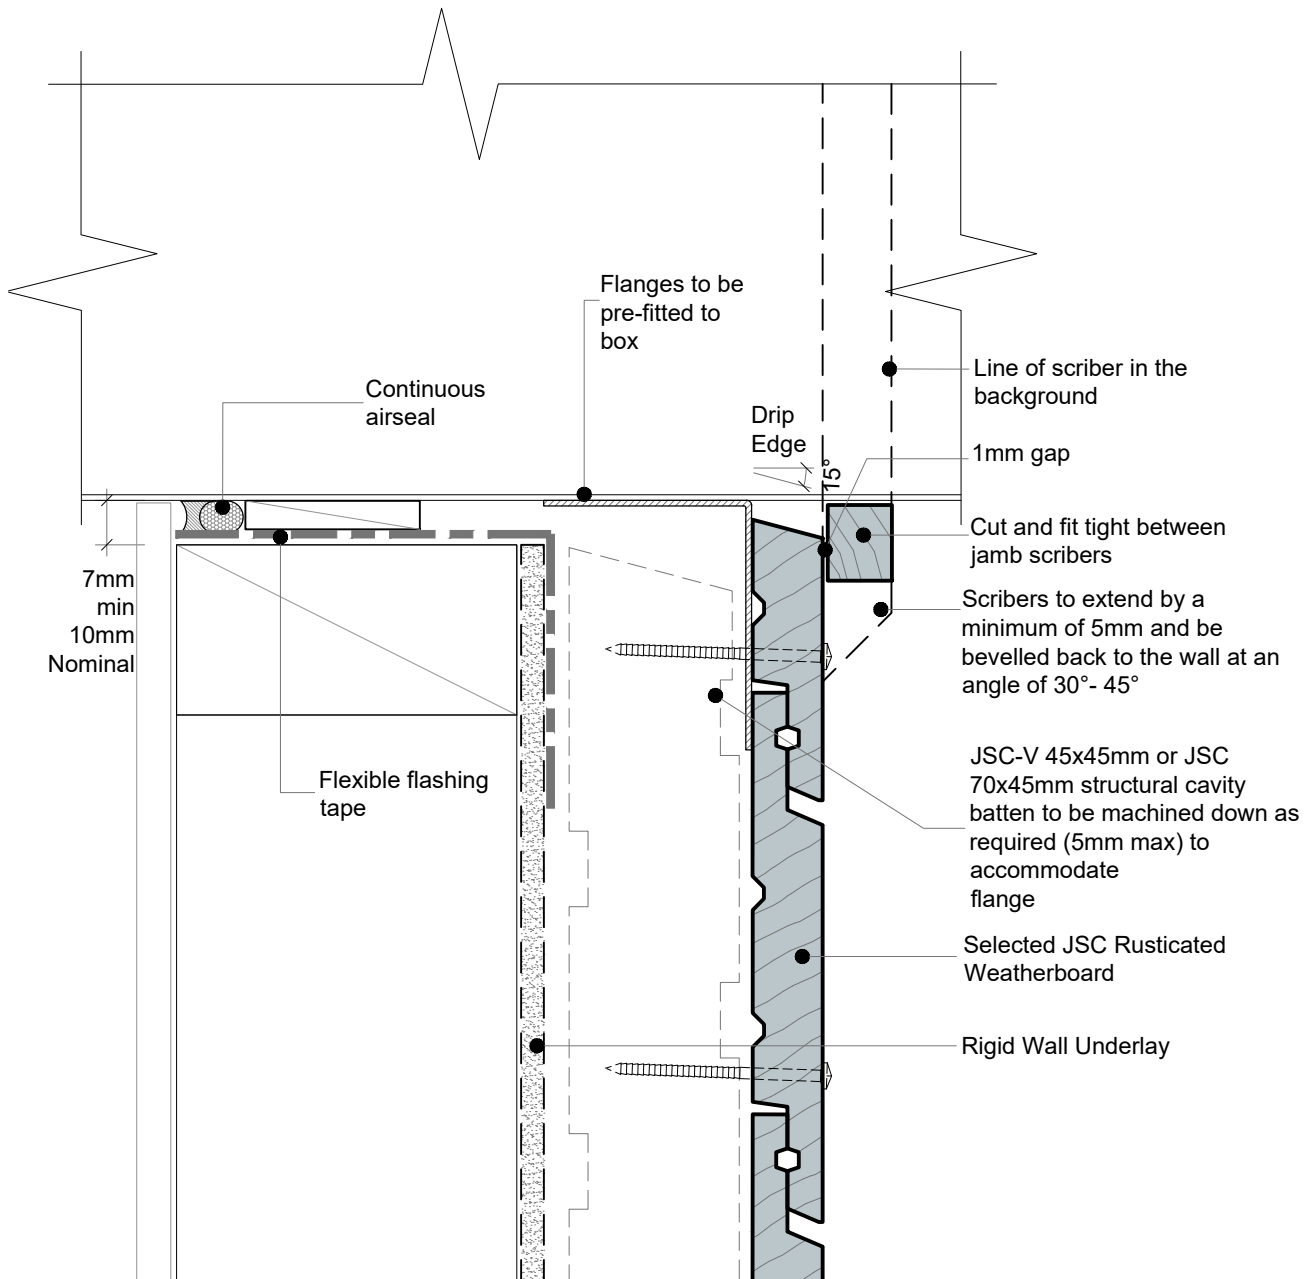 Flanges to be
pre-fitted to
box
Continuous
airseal
Line of scriber in the
background
Drip
Edge
15°
1mm gap
Cut and fit tight between
jamb scribers
7mm
min
10mm
Nominal
Scribers to extend by a
minimum of 5mm and be
bevelled back to the wall at an
angle of 30°- 45°
Flexible flashing
tape
JSC-V 45x45mm or JSC
70x45mm structural cavity
batten to be machined down as
required (5mm max) to
accommodate
flange
Selected JSC Rusticated
Weatherboard
Rigid Wall Underlay